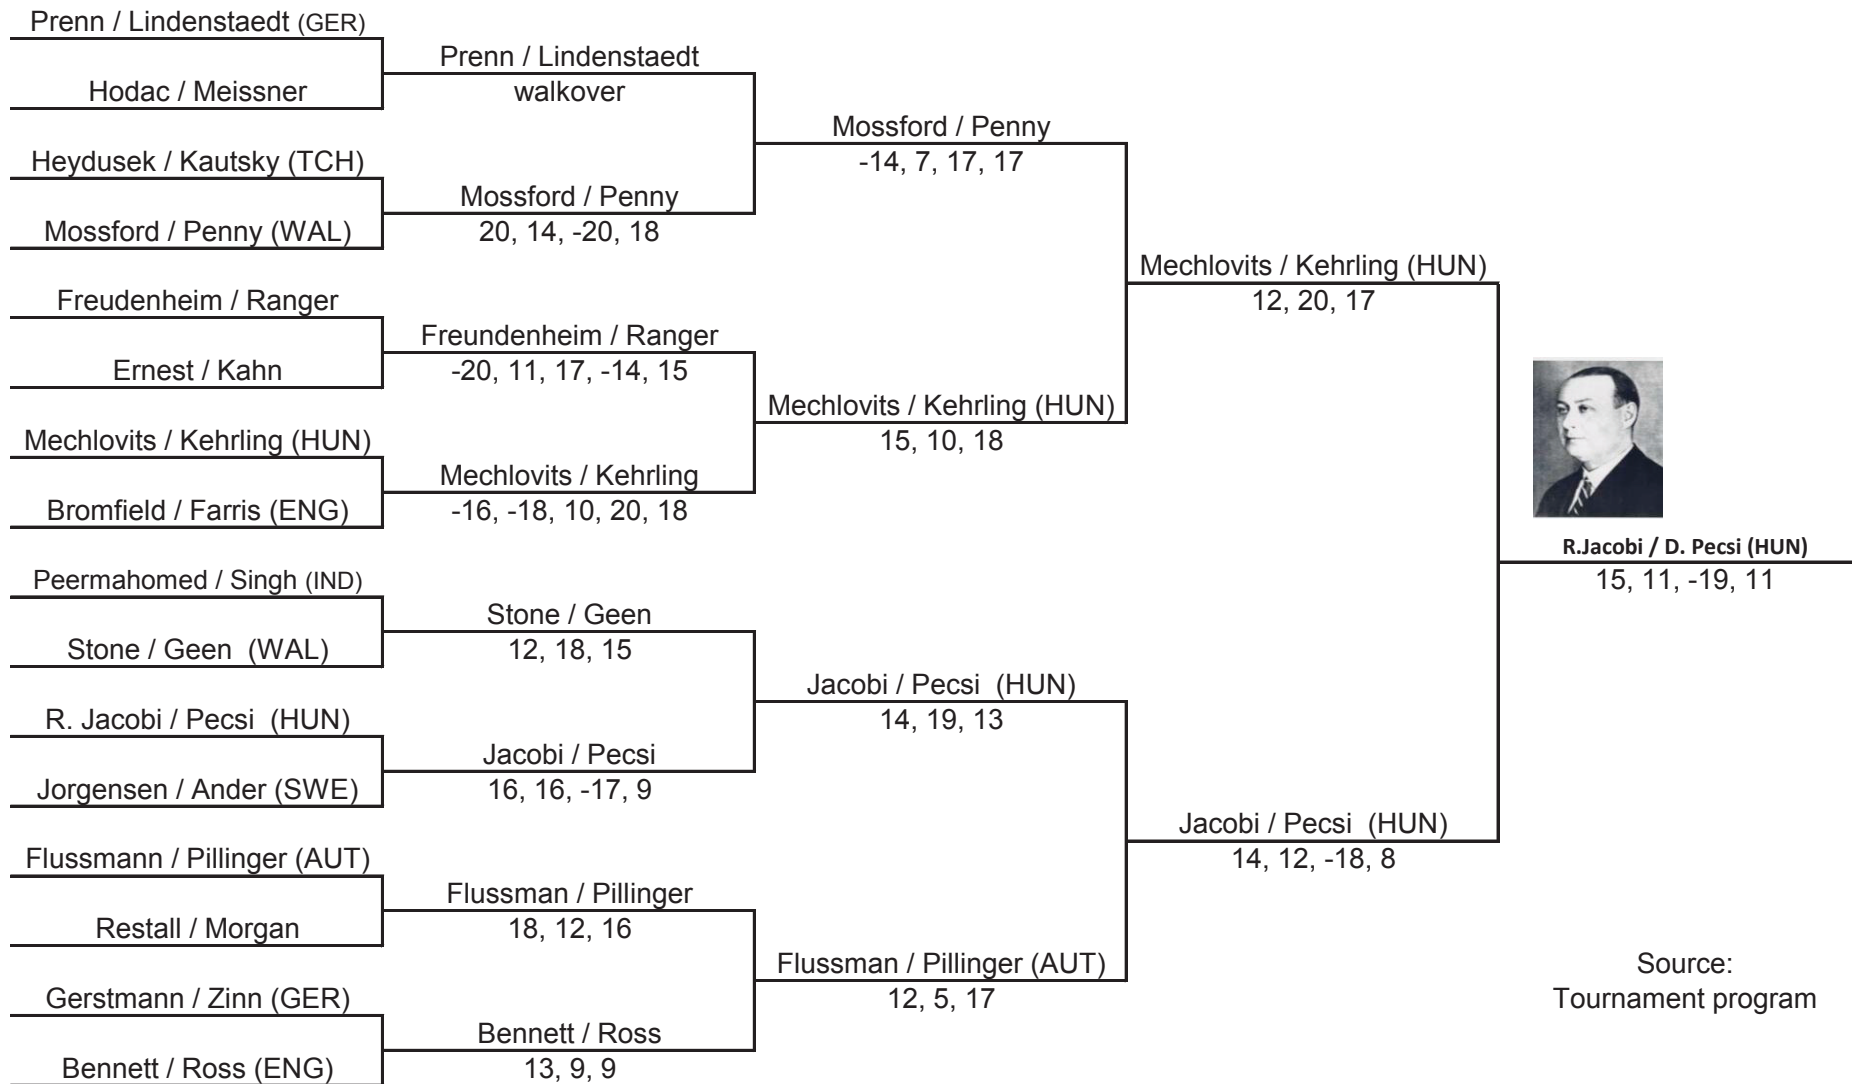 Prenn / Lindenstaedt (GER)
Hodac / Meissner
Heydusek / Kautsky (TCH)
Mossford / Penny (WAL)
Freudenheim / Ranger
Ernest / Kahn
Mechlovits / Kehrling (HUN)
Bromfield / Farris (ENG)
Peermahomed / Singh (IND)
Stone / Geen (WAL)
R. Jacobi / Pecsi (HUN)
Jorgensen / Ander (SWE)
Flussmann / Pillinger (AUT)
Restall / Morgan
Gerstmann / Zinn (GER)
Bennett / Ross (ENG)
Prenn / Lindenstaedt
walkover
Mossford / Penny
20, 14, -20, 18
Freundenheim / Ranger
-20, 11, 17, -14, 15
Mechlovits / Kehrling
-16, -18, 10, 20, 18
Stone / Geen
12, 18, 15
Jacobi / Pecsi
16, 16, -17, 9
Flussman / Pillinger
18, 12, 16
Bennett / Ross
13, 9, 9
Mossford / Penny
-14, 7, 17, 17
Mechlovits / Kehrling (HUN)
15, 10, 18
Jacobi / Pecsi (HUN)
14, 19, 13
Flussman / Pillinger (AUT)
12, 5, 17
Mechlovits / Kehrling (HUN)
12, 20, 17
Jacobi / Pecsi (HUN)
14, 12, -18, 8
R.Jacobi / D. Pecsi (HUN)
15, 11, -19, 11
Source:
Tournament program